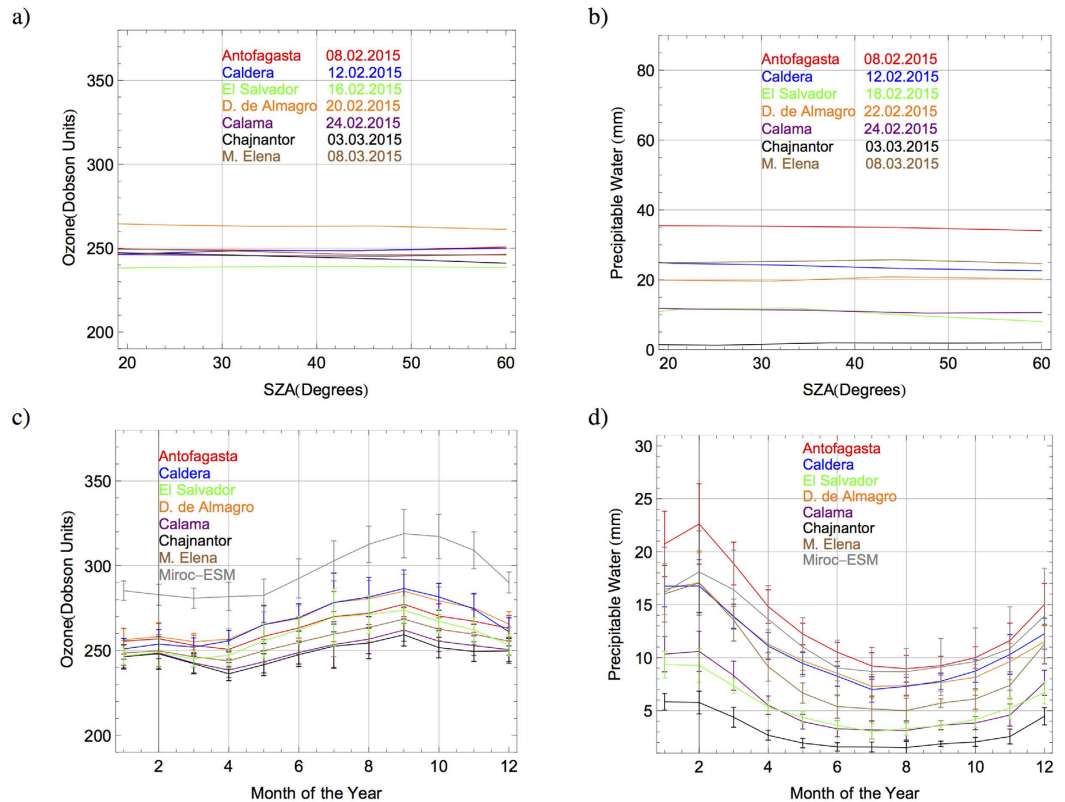 a)
Ozone(Dobson Units)
350
300
250
200
Antofagasta 08.02.2015
Caldera 12.02.2015
El Salvador 16.02.2015
D. de Almagro 20.02.2015
Calama 24.02.2015
Chajnantor 03.03.2015
M. Elena 08.03.2015
20 30 40 50 60
SZA(Degrees)
b)
Precipitable Water (mm)
80
60
40
20
0
Antofagasta 08.02.2015
Caldera 12.02.2015
El Salvador 18.02.2015
D. de Almagro 22.02.2015
Calama 24.02.2015
Chajnantor 03.03.2015
M. Elena 08.03.2015
20 30 40 50 60
SZA(Degrees)
c)
Ozone(Dobson Units)
350
300
250
200
Antofagasta
Caldera
El Salvador
D. de Almagro
Calama
Chajnantor
M. Elena
Miroc–ESM
2 4 6 8 10 12
Month of the Year
d)
Precipitable Water (mm)
30
25
20
15
10
5
Antofagasta
Caldera
El Salvador
D. de Almagro
Calama
Chajnantor
M. Elena
Miroc–ESM
2 4 6 8 10 12
Month of the Year